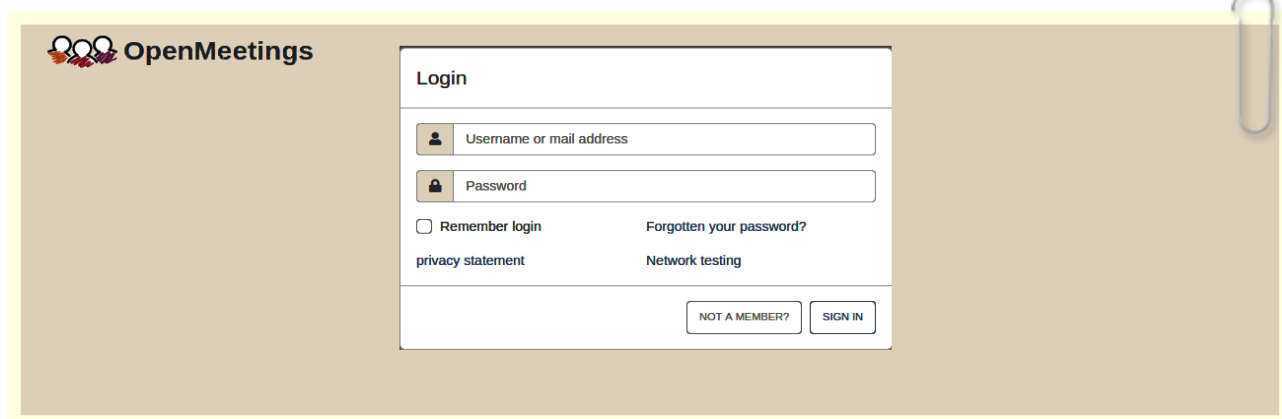 OpenMeetings
Login
Username or mail address
Password
Remember login
Forgotten your password?
privacy statement
Network testing
NOT A MEMBER?
SIGN IN